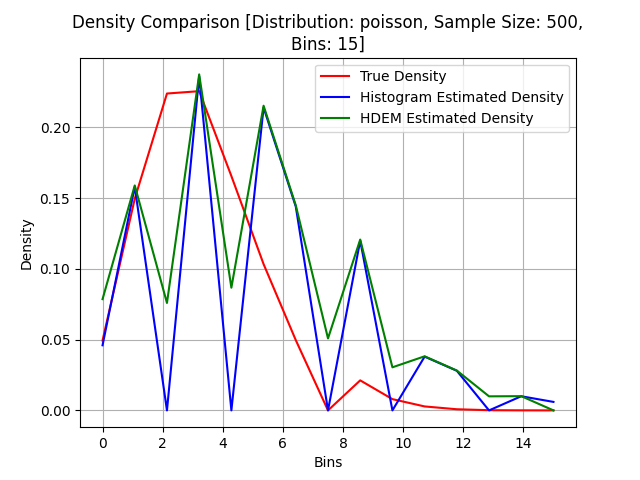 Density Comparison [Distribution: poisson, Sample Size: 500,
Bins: 15]
True Density
Histogram Estimated Density
HDEM Estimated Density
Density
0.20
0.15
0.10
0.05
0.00
0 2 4 6 8 10 12 14
Bins